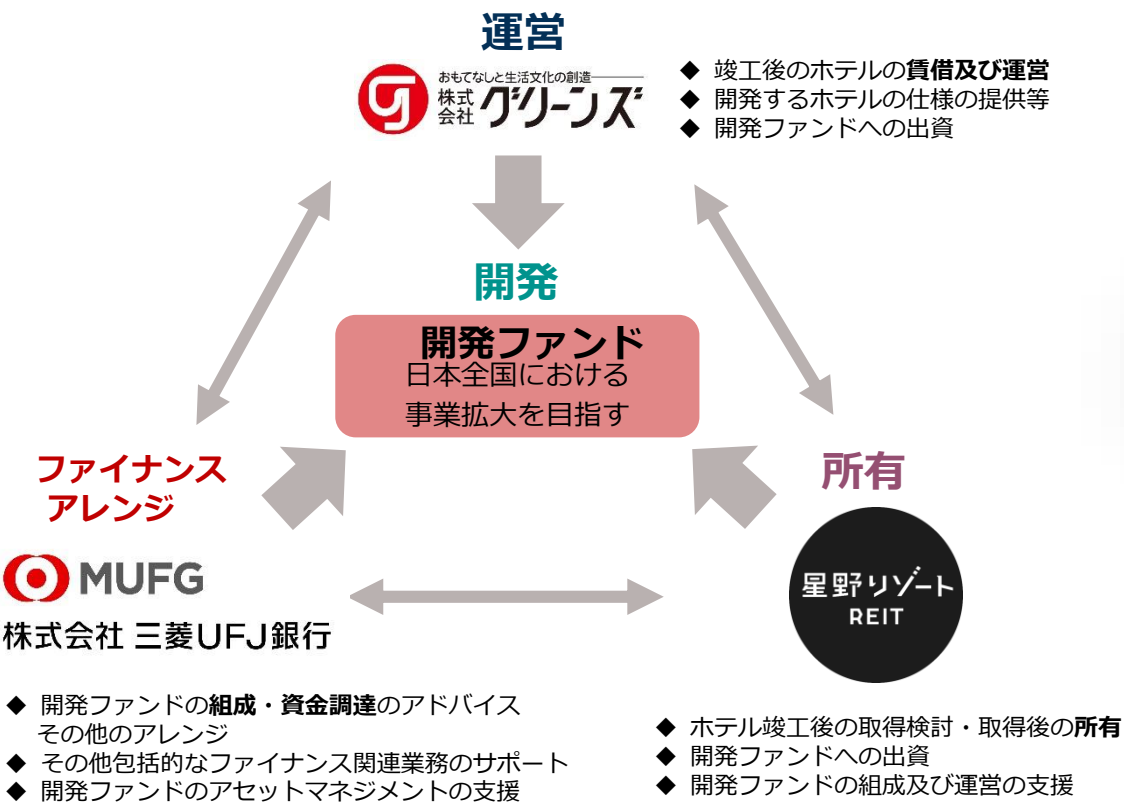 運営
おもてなしと生活文化の創造
株式会社 グリーンズ
◆ 竣工後のホテルの賃借及び運営
◆ 開発するホテルの仕様の提供等
◆ 開発ファンドへの出資
開発
開発ファンド
日本全国における
事業拡大を目指す
ファイナンス
アレンジ
MUFG
株式会社 三菱UFJ銀行
◆ 開発ファンドの組成・資金調達のアドバイス
その他のアレンジ
◆ その他包括的なファイナンス関連業務のサポート
◆ 開発ファンドのアセットマネジメントの支援
所有
星野リゾート
REIT
◆ ホテル竣工後の取得検討・取得後の所有
◆ 開発ファンドへの出資
◆ 開発ファンドの組成及び運営の支援